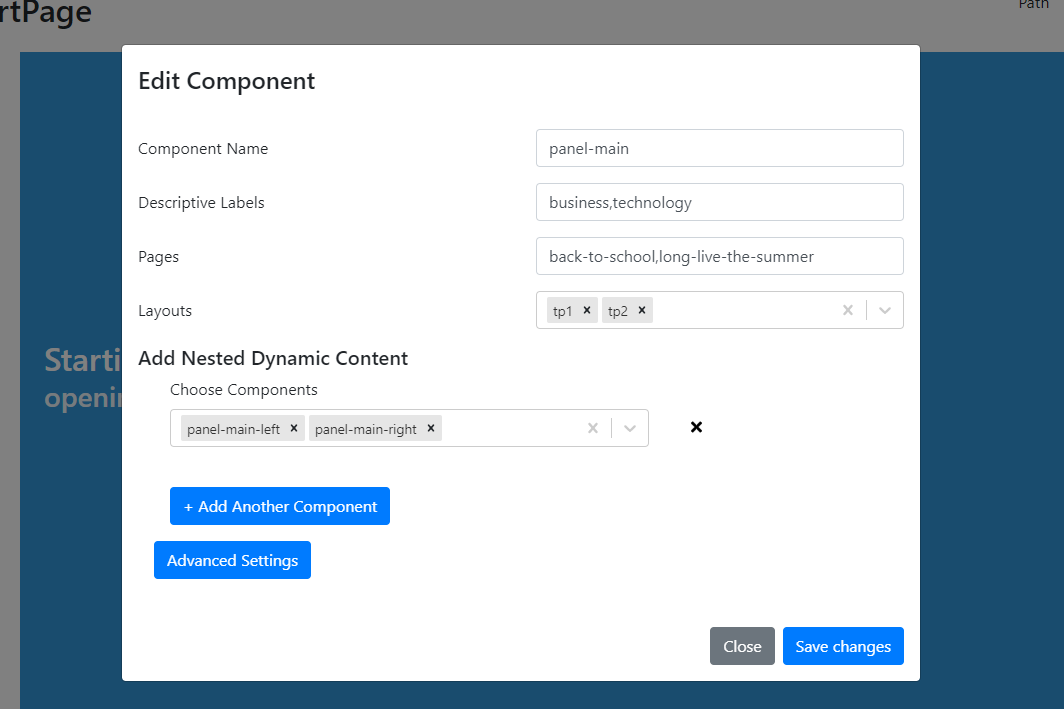 rtPage
Path
Edit Component
Component Name
panel-main
Descriptive Labels
business,technology
Pages
back-to-school,long-live-the-summer
Layouts
tp1 × tp2 ×
Starti
openin
Add Nested Dynamic Content
Choose Components
panel-main-left × panel-main-right ×
+ Add Another Component
Advanced Settings
Close
Save changes